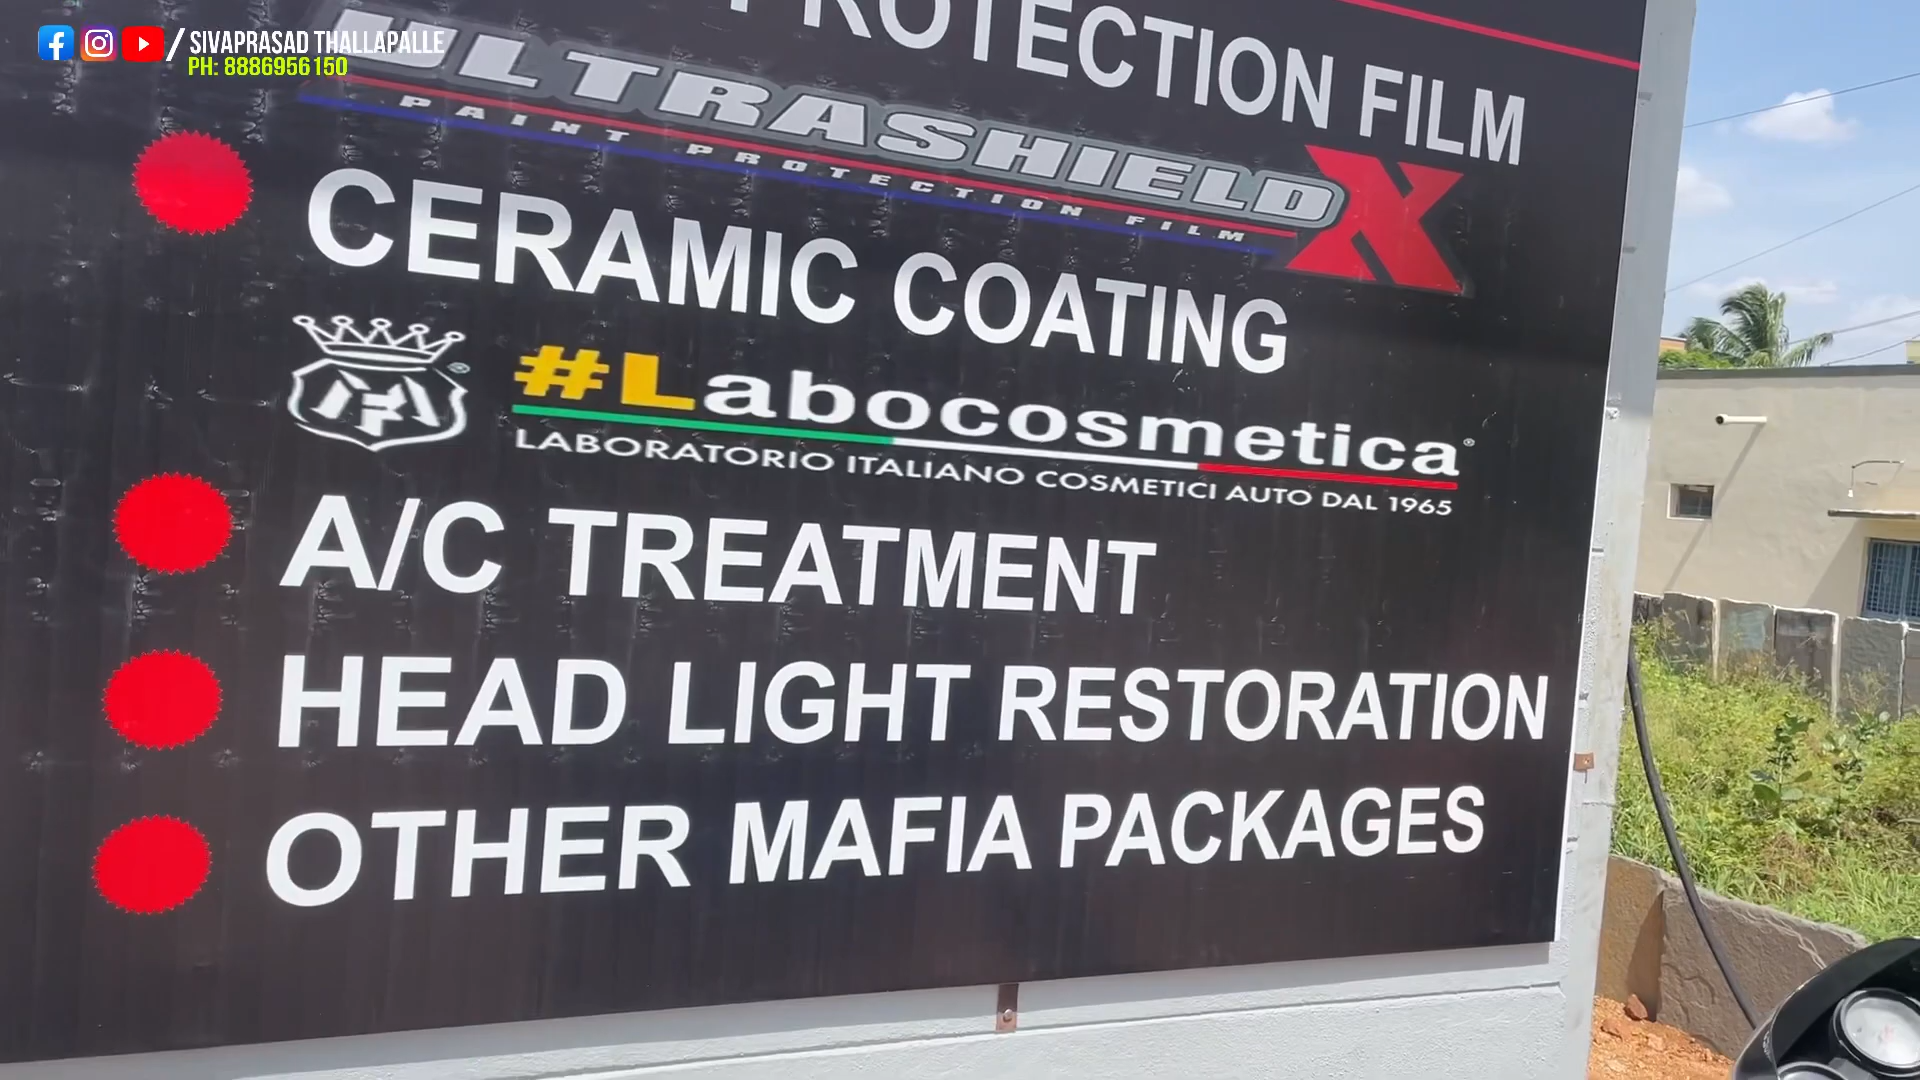 / SIVAPRASAD THALLAPALLE
PH: 8886956150
PROTECTION FILM
ULTRASHIELD X
PAINT PROTECTION FILM
CERAMIC COATING
#Labocosmetica®
LABORATORIO ITALIANO COSMETICI AUTO DAL 1965
A/C TREATMENT
HEAD LIGHT RESTORATION
OTHER MAFIA PACKAGES